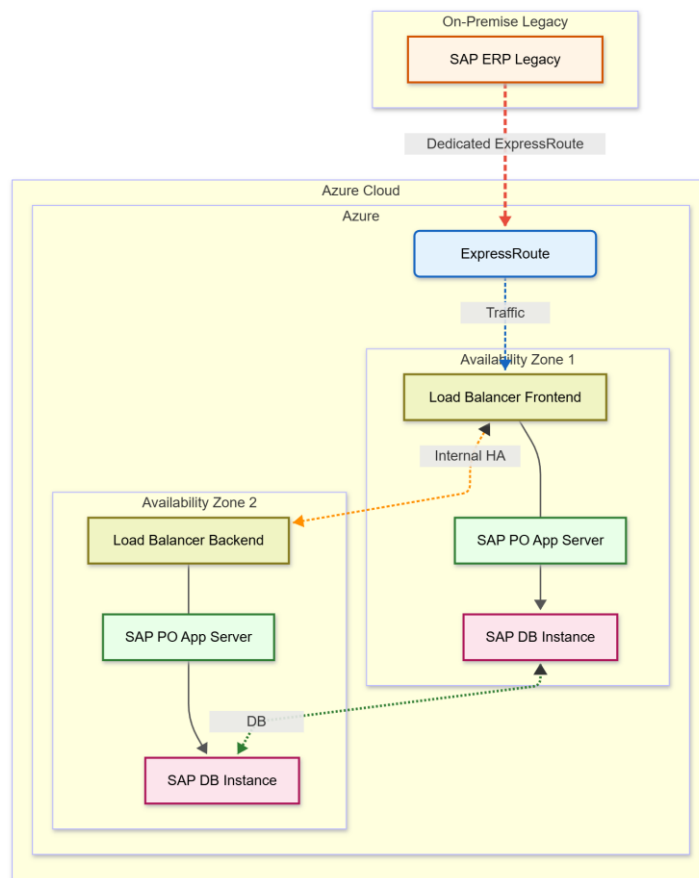 On-Premise Legacy
SAP ERP Legacy
Dedicated ExpressRoute
Azure Cloud
Azure
ExpressRoute
Traffic
Availability Zone 1
Load Balancer Frontend
Internal HA
Availability Zone 2
Load Balancer Backend
SAP PO App Server
SAP PO App Server
SAP DB Instance
DB
SAP DB Instance